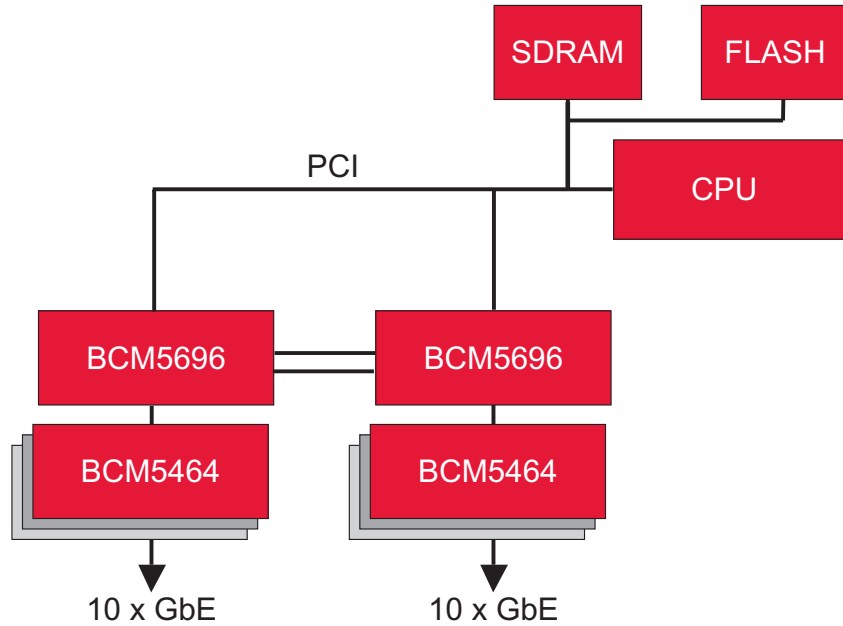 SDRAM
FLASH
PCI
CPU
BCM5696
BCM5696
BCM5464
BCM5464
10 x GbE
10 x GbE